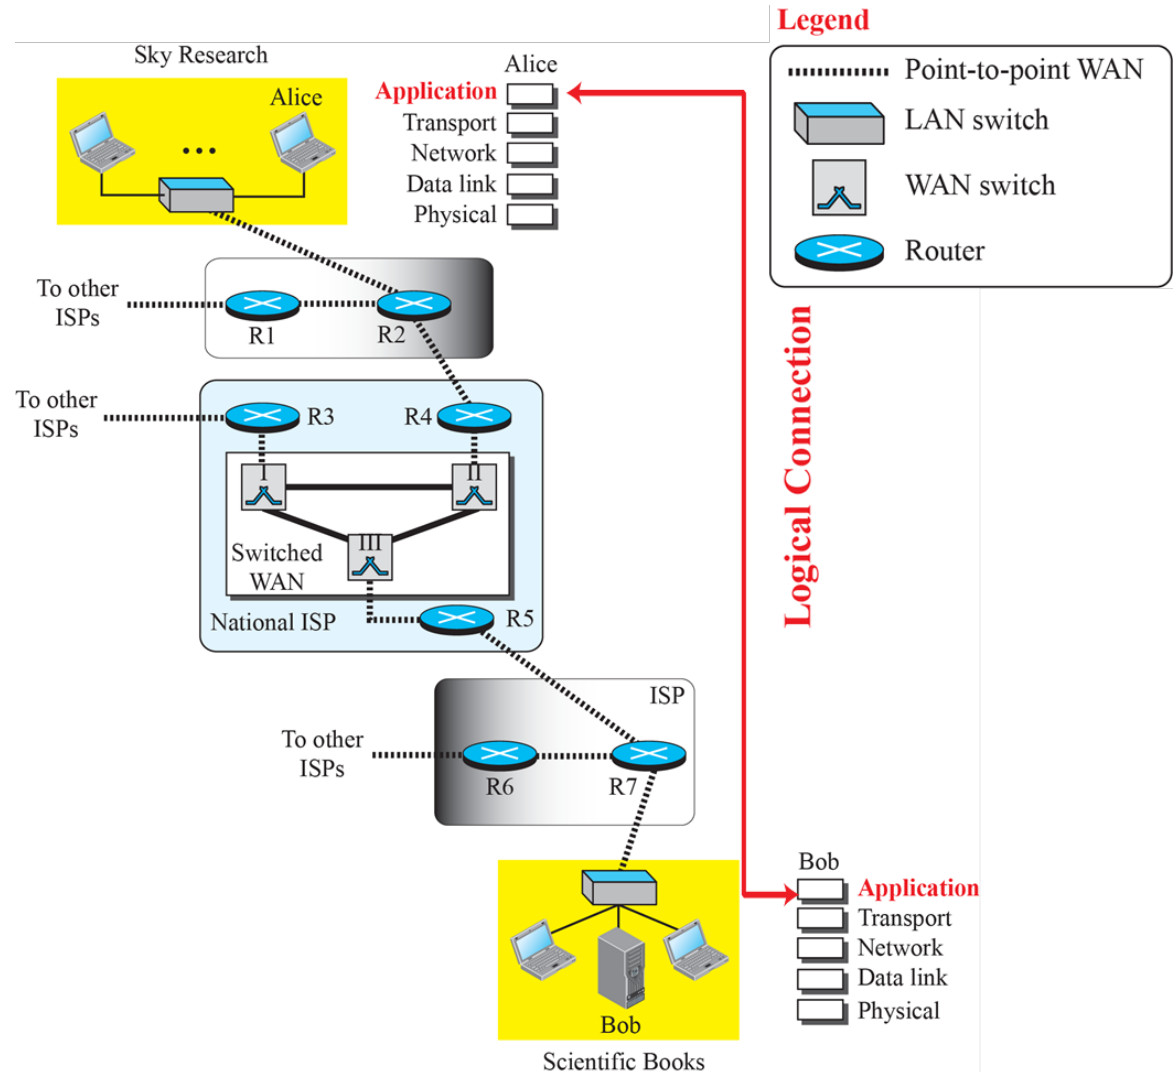 Legend
Point-to-point WAN
LAN switch
WAN switch
Router
Sky Research
Alice
...
Alice
Application
Transport
Network
Data link
Physical
To other
ISPs
R1
R2
To other
ISPs
R3
R4
I
II
III
Switched
WAN
National ISP
R5
Logical Connection
ISP
To other
ISPs
R6
R7
Bob
Scientific Books
Bob
Application
Transport
Network
Data link
Physical